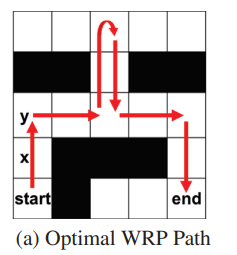 y
x
start end
(a) Optimal WRP Path